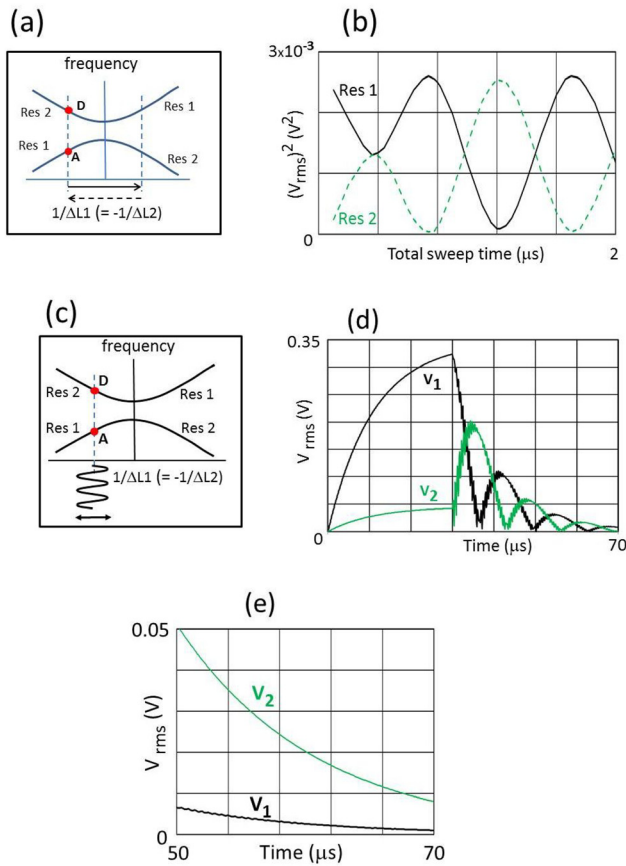 (a)
frequency
Res 2
D
Res 1
Res 1
A
Res 2
1/ΔL1 (= -1/ΔL2)
(b)
3x10⁻³
(Vrms)² (V²)
Res 1
Res 2
0
Total sweep time (μs)
2
(c)
frequency
D
Res 2
Res 1
Res 1
A
Res 2
1/ΔL1 (= -1/ΔL2)
(d)
0.35
V rms (V)
V1
V2
0
Time (μs)
70
(e)
0.05
V rms (V)
V2
V1
0
50
Time (μs)
70